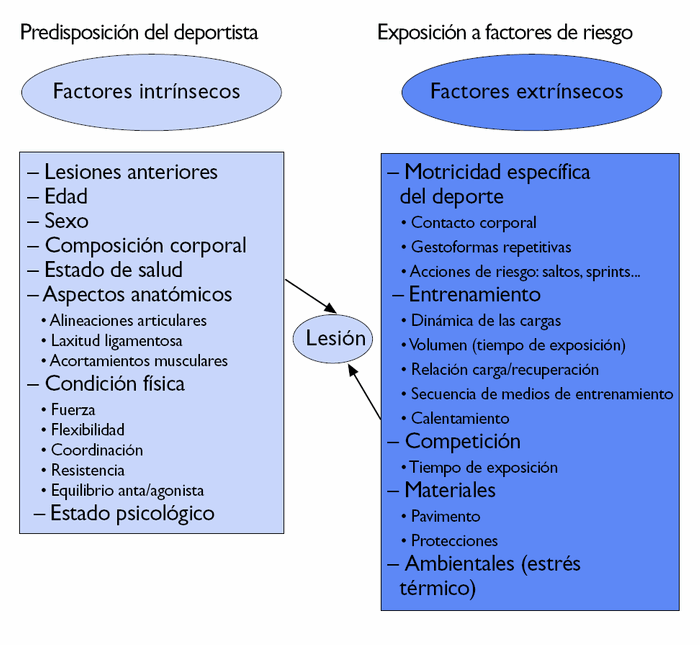 Predisposición del deportista
Factores intrínsecos
– Lesiones anteriores
– Edad
– Sexo
– Composición corporal
– Estado de salud
– Aspectos anatómicos
• Alineaciones articulares
• Laxitud ligamentosa
• Acortamientos musculares
– Condición física
• Fuerza
• Flexibilidad
• Coordinación
• Resistencia
• Equilibrio anta/agonista
– Estado psicológico
Lesión
Exposición a factores de riesgo
Factores extrínsecos
– Motricidad específica
del deporte
• Contacto corporal
• Gestoformas repetitivas
• Acciones de riesgo: saltos, sprints...
– Entrenamiento
• Dinámica de las cargas
• Volumen (tiempo de exposición)
• Relación carga/recuperación
• Secuencia de medios de entrenamiento
• Calentamiento
– Competición
• Tiempo de exposición
– Materiales
• Pavimento
• Protecciones
– Ambientales (estrés
térmico)